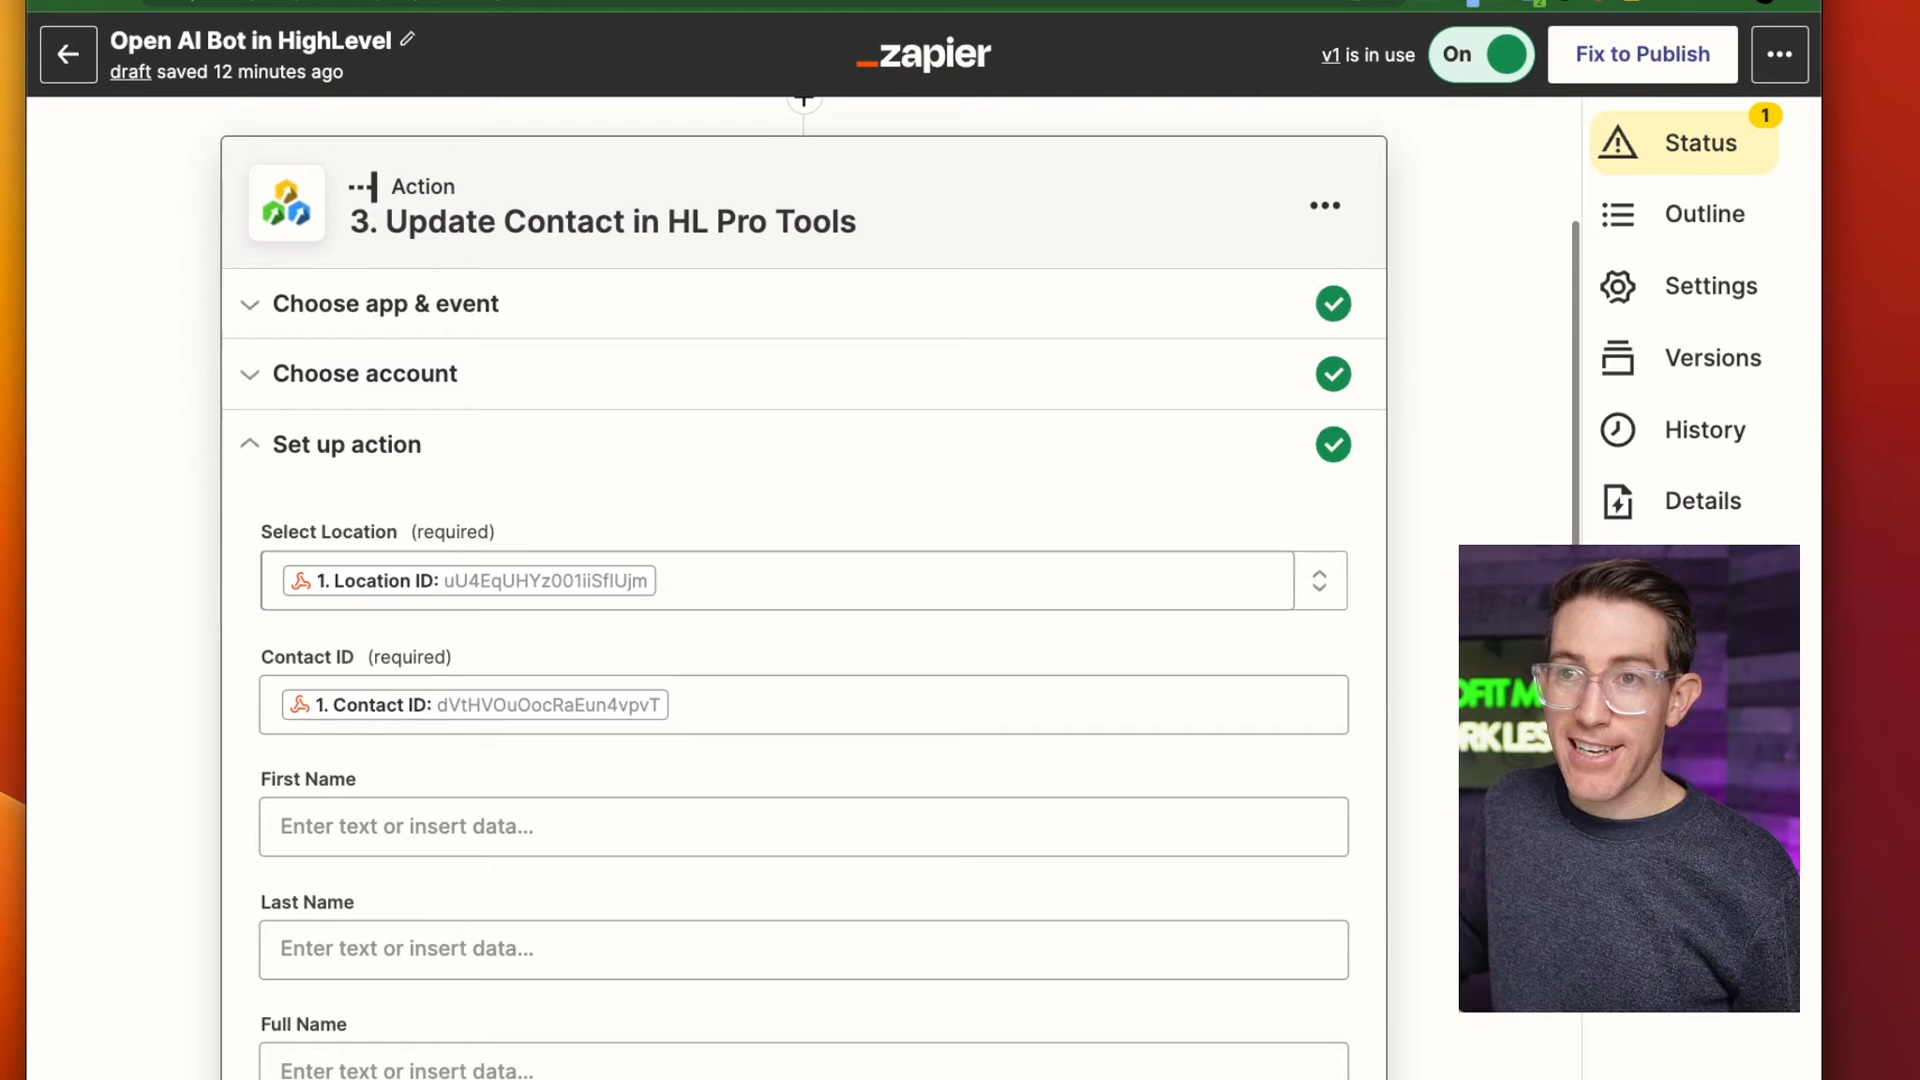 Open AI Bot in HighLevel
draft saved 12 minutes ago
zapier
v1 is in use
On
Fix to Publish
1
Status
Outline
Settings
Versions
History
Details
Action
3. Update Contact in HL Pro Tools
Choose app & event
Choose account
Set up action
Select Location (required)
1. Location ID: uU4EqUHYz001iiSflUjm
Contact ID (required)
1. Contact ID: dVtHVOuOocRaEun4vpvT
First Name
Enter text or insert data...
Last Name
Enter text or insert data...
Full Name
Enter text or insert data...
OFIT M
RK LES